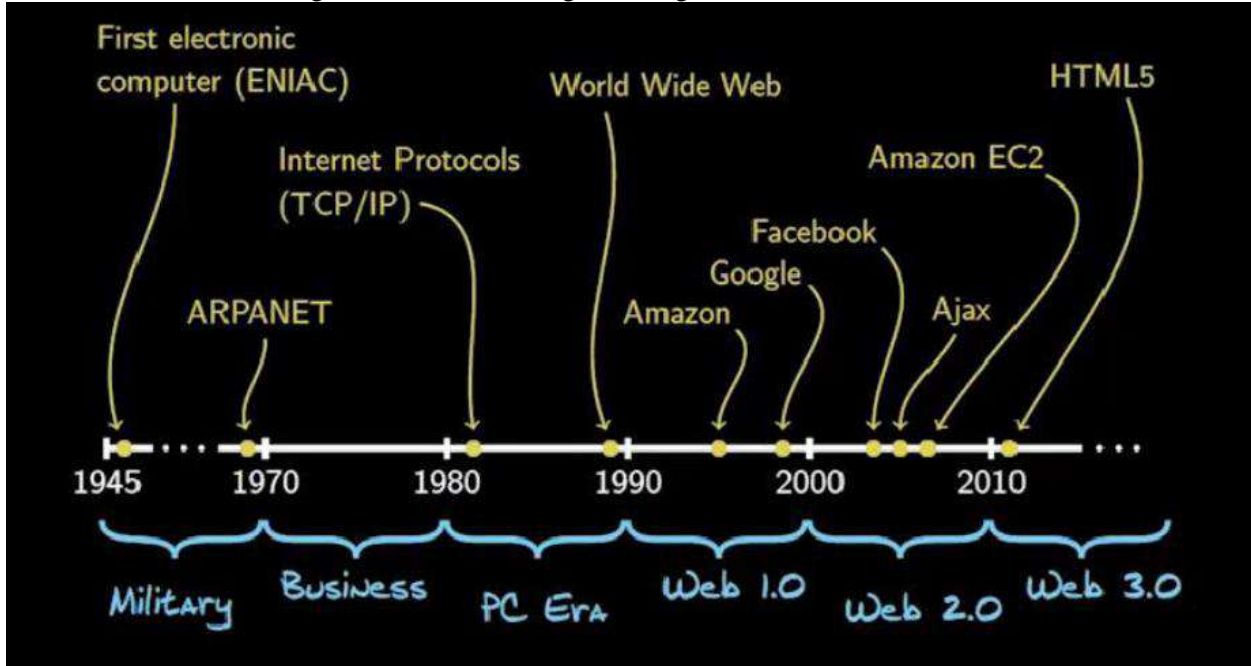 First electronic
computer (ENIAC)
World Wide Web
HTML5
Internet Protocols
(TCP/IP)
Amazon EC2
Facebook
Google
ARPANET
Amazon
Ajax
1945 1970 1980 1990 2000 2010
Military Business PC Era Web 1.0 Web 2.0 Web 3.0